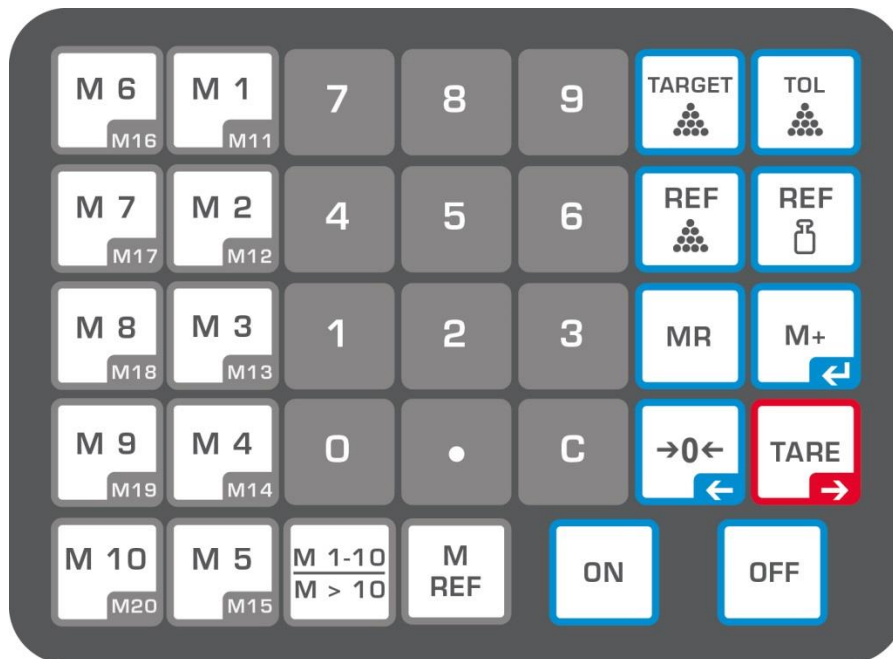 M 6
M16
M 1
M11
7
8
9
TARGET
TOL
M 7
M17
M 2
M12
4
5
6
REF
REF
M 8
M18
M 3
M13
1
2
3
MR
M+
M 9
M19
M 4
M14
0
.
C
→0←
TARE
M 10
M20
M 5
M15
M 1-10
M > 10
M
REF
ON
OFF